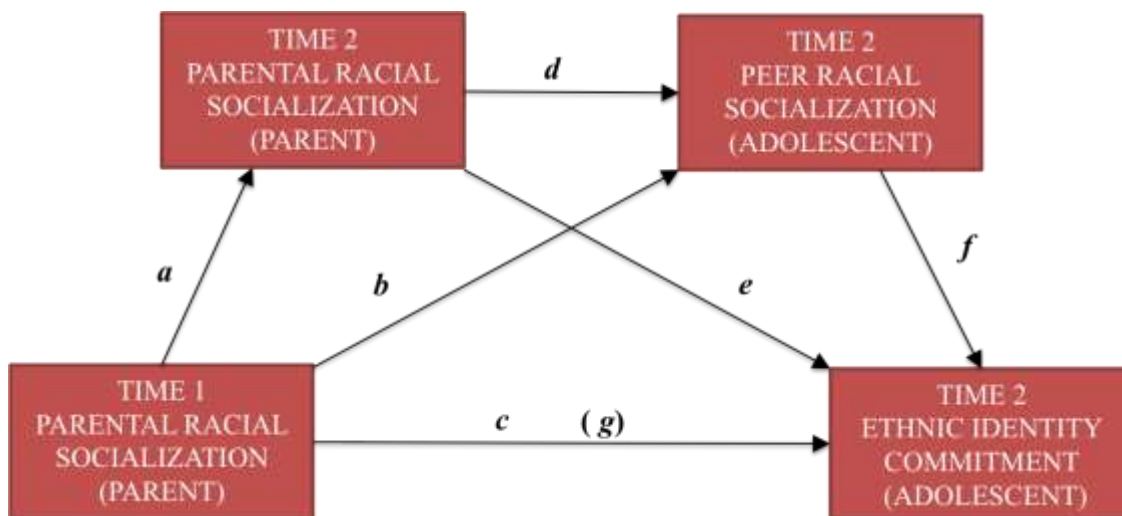 TIME 2
PARENTAL RACIAL
SOCIALIZATION
(PARENT)
d
TIME 2
PEER RACIAL
SOCIALIZATION
(ADOLESCENT)
a
b
e
f
TIME 1
PARENTAL RACIAL
SOCIALIZATION
(PARENT)
c (g)
TIME 2
ETHNIC IDENTITY
COMMITMENT
(ADOLESCENT)